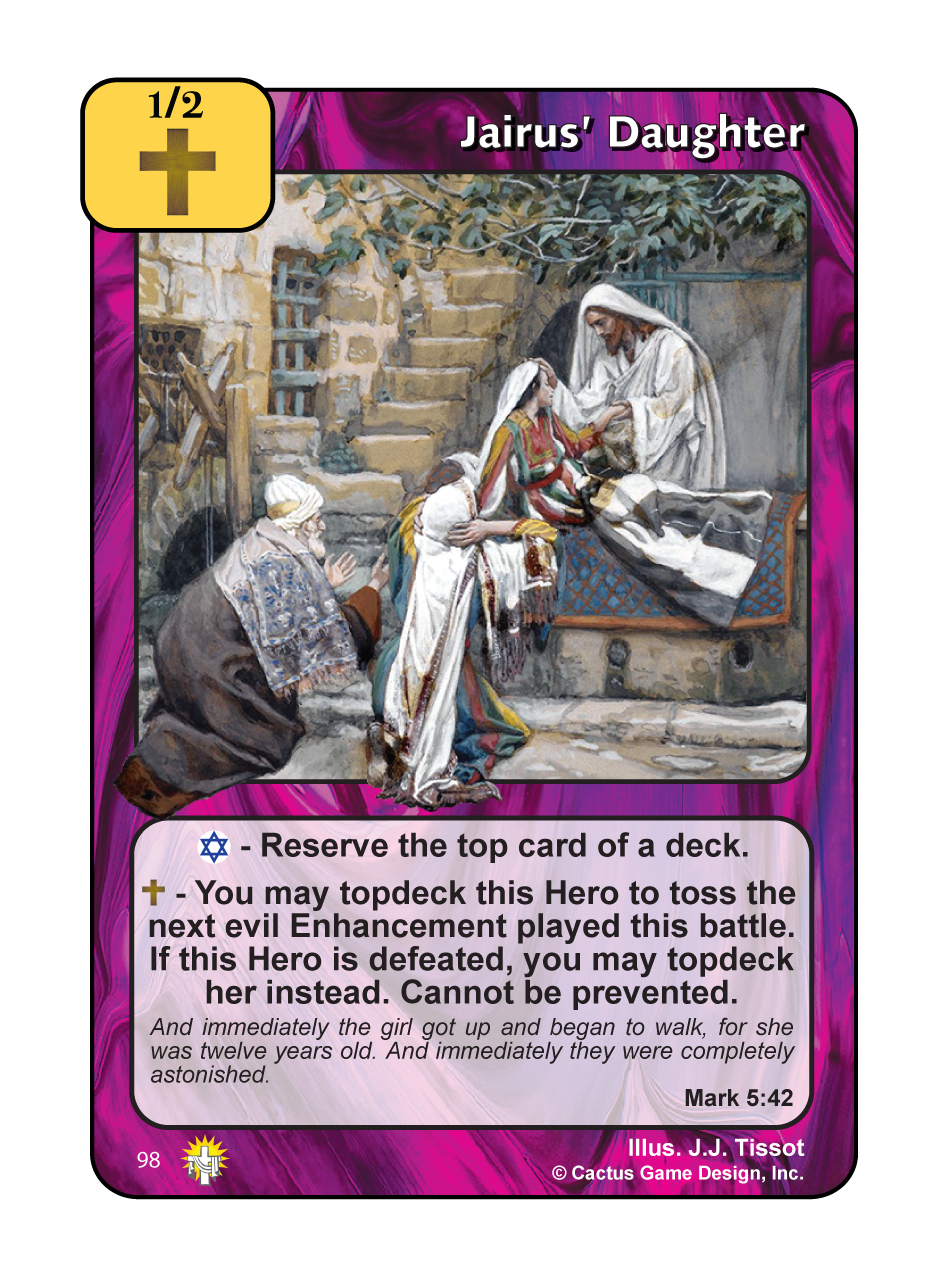 1/2
Jairus' Daughter
✡ - Reserve the top card of a deck.
✝ - You may topdeck this Hero to toss the
next evil Enhancement played this battle.
If this Hero is defeated, you may topdeck
her instead. Cannot be prevented.
And immediately the girl got up and began to walk, for she
was twelve years old. And immediately they were completely
astonished.
Mark 5:42
98
Illus. J.J. Tissot
© Cactus Game Design, Inc.